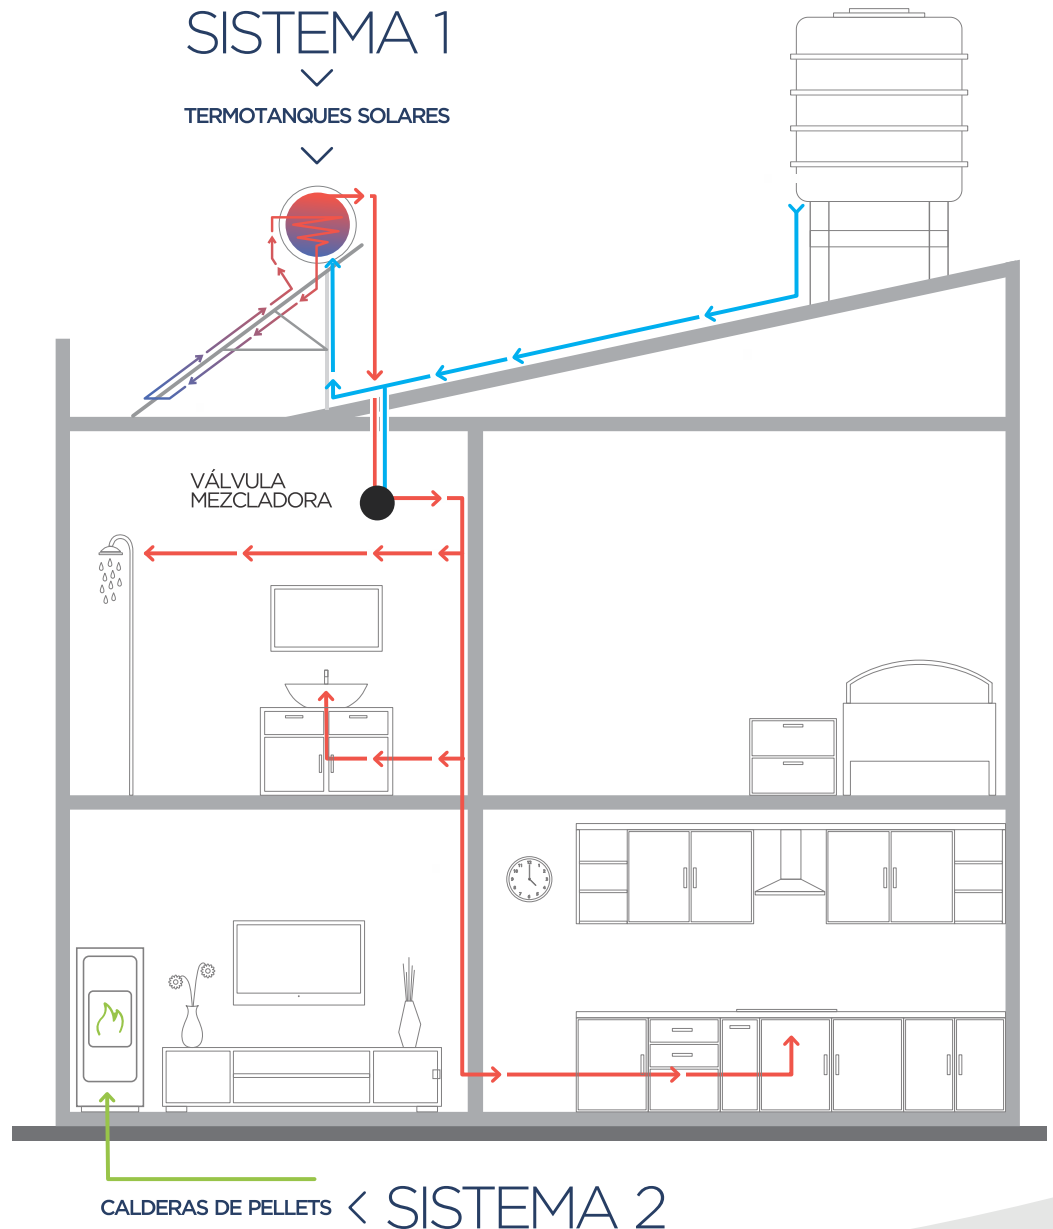 SISTEMA 1
TERMOTANQUES SOLARES
VÁLVULA
MEZCLADORA
CALDERAS DE PELLETS
SISTEMA 2